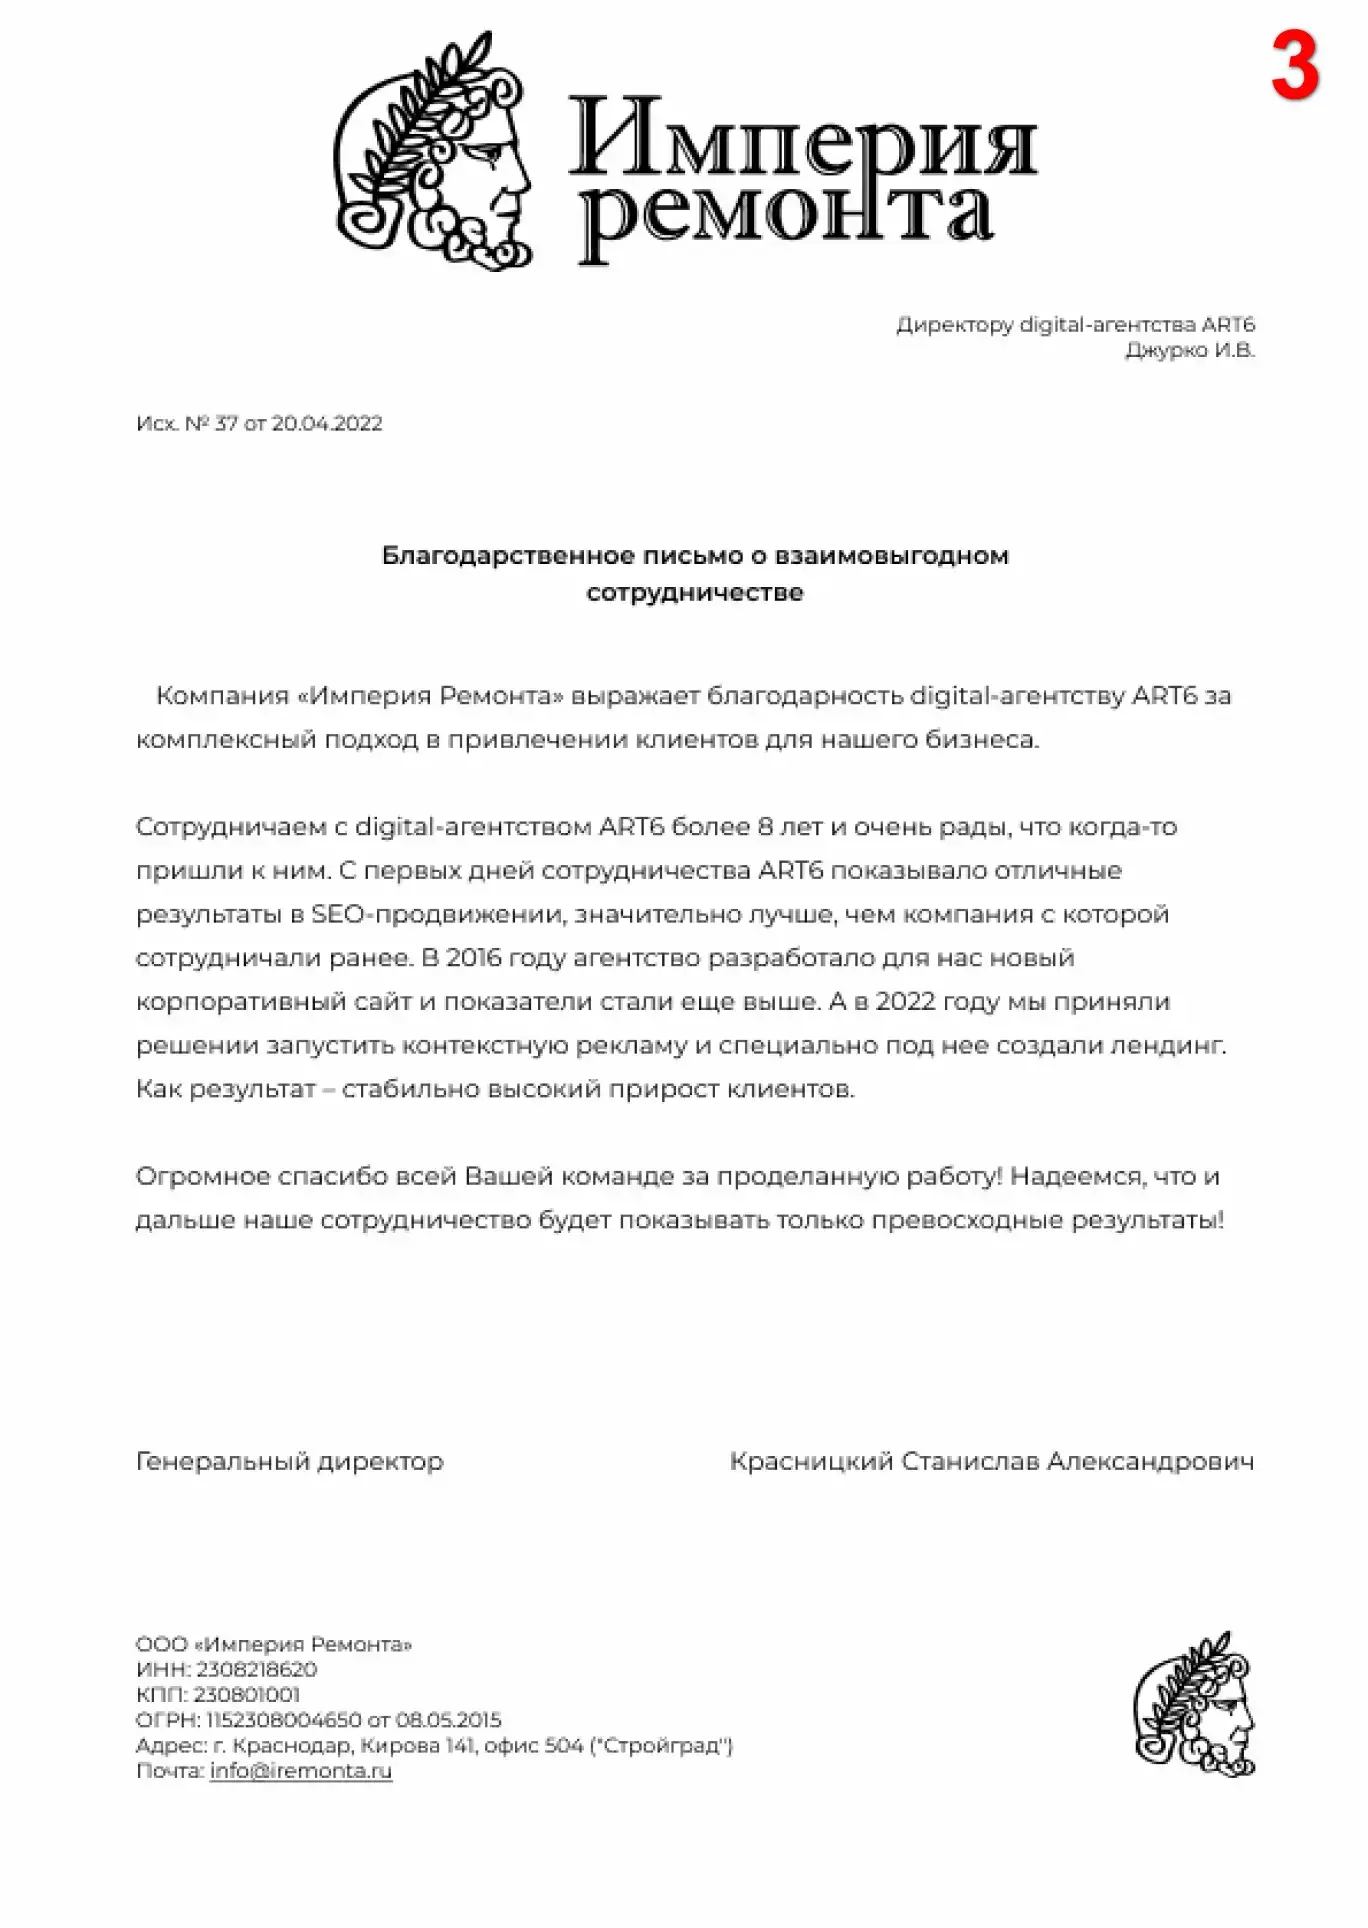 3
Империя
ремонта
Директору digital-агентства ART6
Джурко И.В.
Исх. № 37 от 20.04.2022
Благодарственное письмо о взаимовыгодном
сотрудничестве
Компания «Империя Ремонта» выражает благодарность digital-агентству ART6 за
комплексный подход в привлечении клиентов для нашего бизнеса.
Сотрудничаем с digital-агентством ART6 более 8 лет и очень рады, что когда-то
пришли к ним. С первых дней сотрудничества ART6 показывало отличные
результаты в SEO-продвижении, значительно лучше, чем компания с которой
сотрудничали ранее. В 2016 году агентство разработало для нас новый
корпоративный сайт и показатели стали еще выше. А в 2022 году мы приняли
решении запустить контекстную рекламу и специально под нее создали лендинг.
Как результат – стабильно высокий прирост клиентов.
Огромное спасибо всей Вашей команде за проделанную работу! Надеемся, что и
дальше наше сотрудничество будет показывать только превосходные результаты!
Генеральный директор Красницкий Станислав Александрович
ООО «Империя Ремонта»
ИНН: 2308218620
КПП: 230801001
ОГРН: 1152308004650 от 08.05.2015
Адрес: г. Краснодар, Кирова 141, офис 504 ("Стройград")
Почта: info@iremonta.ru